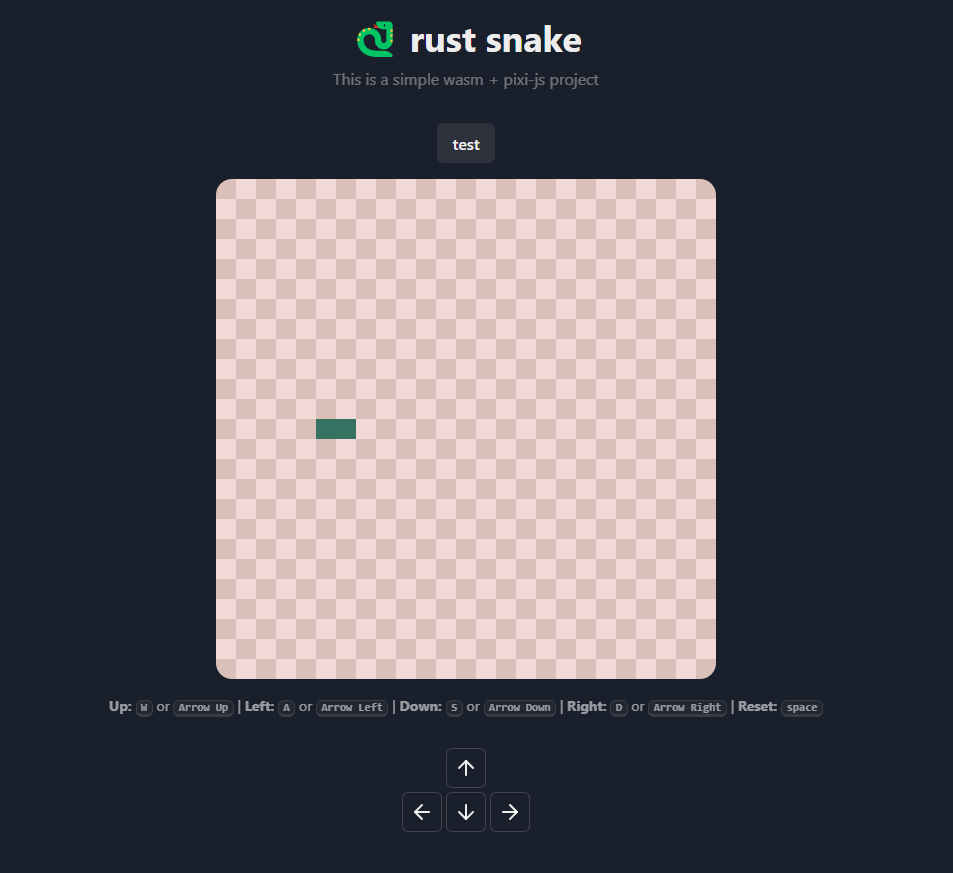 rust snake
This is a simple wasm + pixi-js project
test
Up: W or Arrow Up | Left: A or Arrow Left | Down: S or Arrow Down | Right: D or Arrow Right | Reset: space